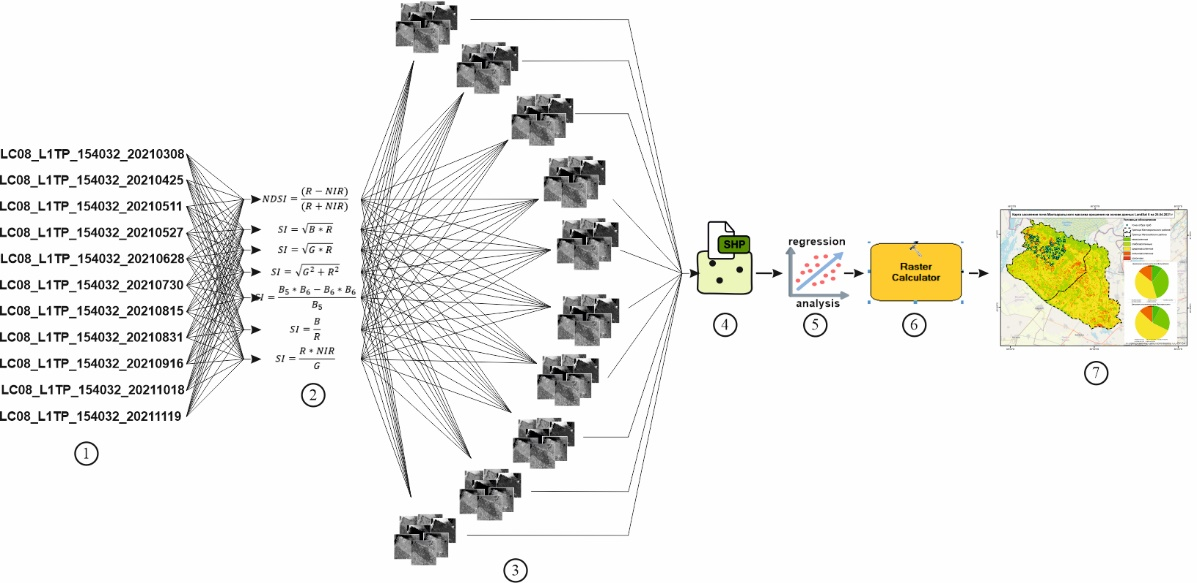 LC08_L1TP_154032_20210308
LC08_L1TP_154032_20210425
LC08_L1TP_154032_20210511
LC08_L1TP_154032_20210527
LC08_L1TP_154032_20210628
LC08_L1TP_154032_20210730
LC08_L1TP_154032_20210815
LC08_L1TP_154032_20210831
LC08_L1TP_154032_20210916
LC08_L1TP_154032_20211018
LC08_L1TP_154032_20211119
1
NDSI = (R − NIR) / (R + NIR)
SI = √B * R
SI = √G * R
SI = √G² + R²
SI = B₅ * B₆ − B₆ * B₆ / B₅
SI = B / R
SI = R * NIR / G
2
3
SHP
4
regression
analysis
5
Raster
Calculator
6
7